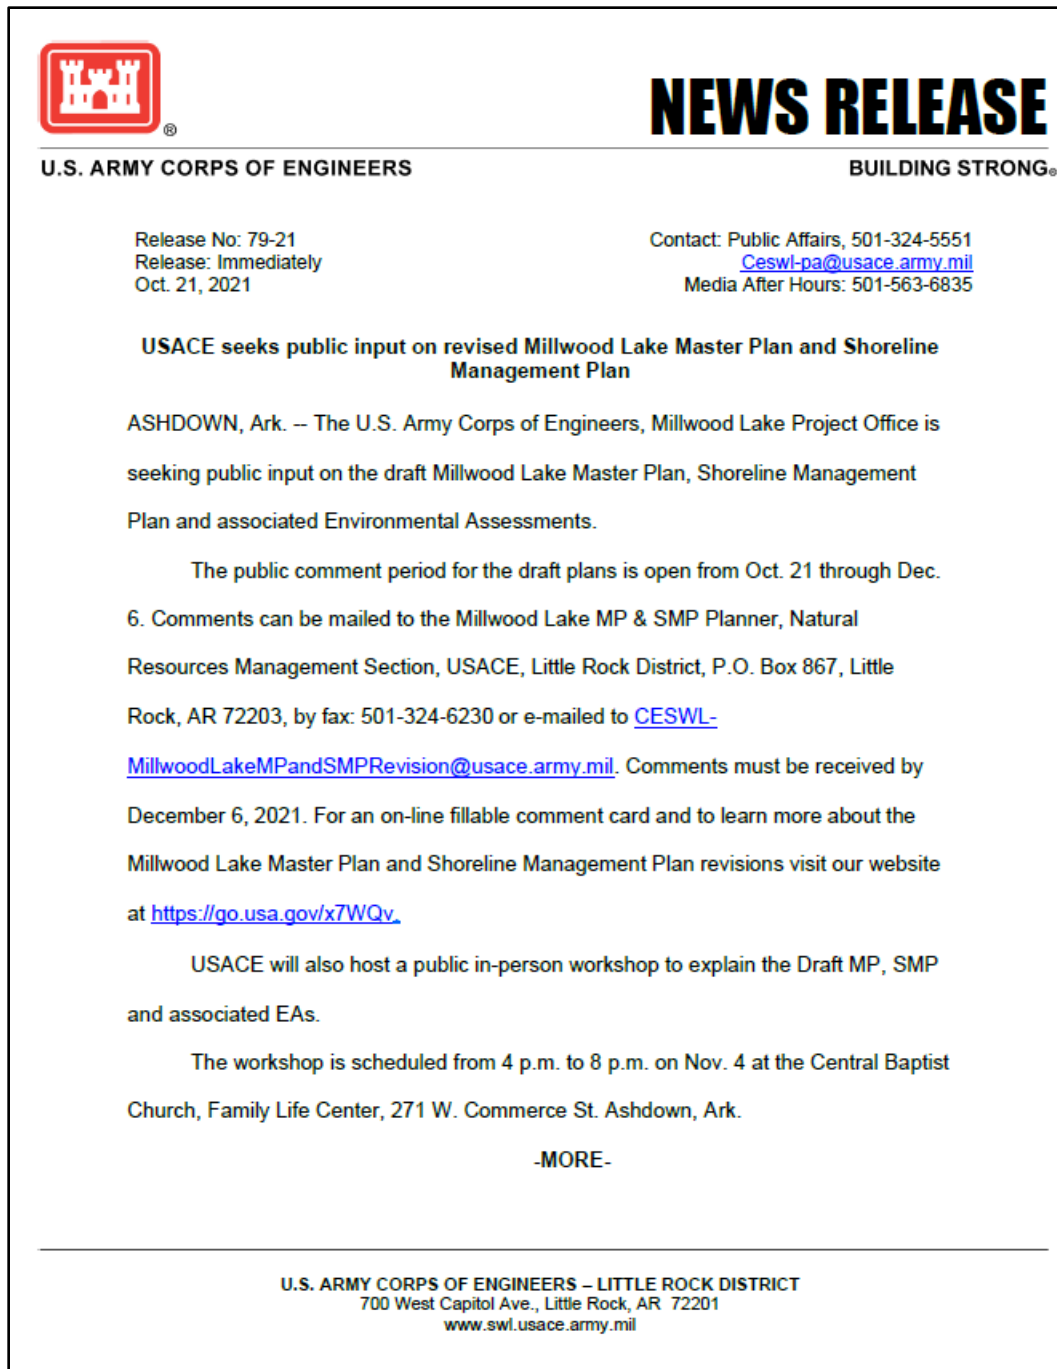 ®
NEWS RELEASE
U.S. ARMY CORPS OF ENGINEERS
BUILDING STRONG®
Release No: 79-21
Release: Immediately
Oct. 21, 2021
Contact: Public Affairs, 501-324-5551
Ceswl-pa@usace.army.mil
Media After Hours: 501-563-6835
USACE seeks public input on revised Millwood Lake Master Plan and Shoreline
Management Plan
ASHDOWN, Ark. -- The U.S. Army Corps of Engineers, Millwood Lake Project Office is
seeking public input on the draft Millwood Lake Master Plan, Shoreline Management
Plan and associated Environmental Assessments.
The public comment period for the draft plans is open from Oct. 21 through Dec.
6. Comments can be mailed to the Millwood Lake MP & SMP Planner, Natural
Resources Management Section, USACE, Little Rock District, P.O. Box 867, Little
Rock, AR 72203, by fax: 501-324-6230 or e-mailed to CESWL-
MillwoodLakeMPandSMPRevision@usace.army.mil. Comments must be received by
December 6, 2021. For an on-line fillable comment card and to learn more about the
Millwood Lake Master Plan and Shoreline Management Plan revisions visit our website
at https://go.usa.gov/x7WQv.
USACE will also host a public in-person workshop to explain the Draft MP, SMP
and associated EAs.
The workshop is scheduled from 4 p.m. to 8 p.m. on Nov. 4 at the Central Baptist
Church, Family Life Center, 271 W. Commerce St. Ashdown, Ark.
-MORE-
U.S. ARMY CORPS OF ENGINEERS – LITTLE ROCK DISTRICT
700 West Capitol Ave., Little Rock, AR 72201
www.swl.usace.army.mil